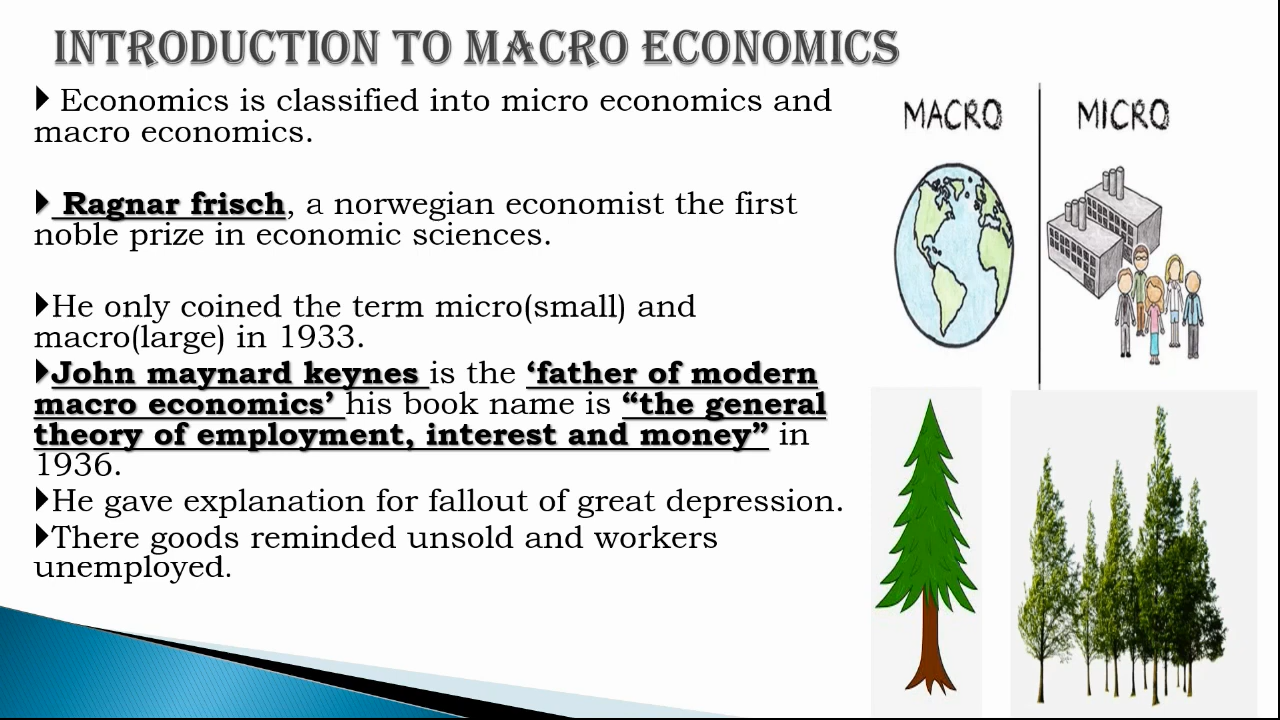 INTRODUCTION TO MACRO ECONOMICS
Economics is classified into micro economics and
macro economics.
Ragnar frisch, a norwegian economist the first
noble prize in economic sciences.
He only coined the term micro(small) and
macro(large) in 1933.
John maynard keynes is the ‘father of modern
macro economics’ his book name is “the general
theory of employment, interest and money” in
1936.
He gave explanation for fallout of great depression.
There goods reminded unsold and workers
unemployed.
MACRO
MICRO